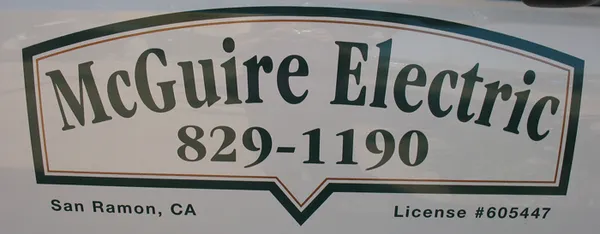 McGuire Electric
829-1190
San Ramon, CA
License #605447